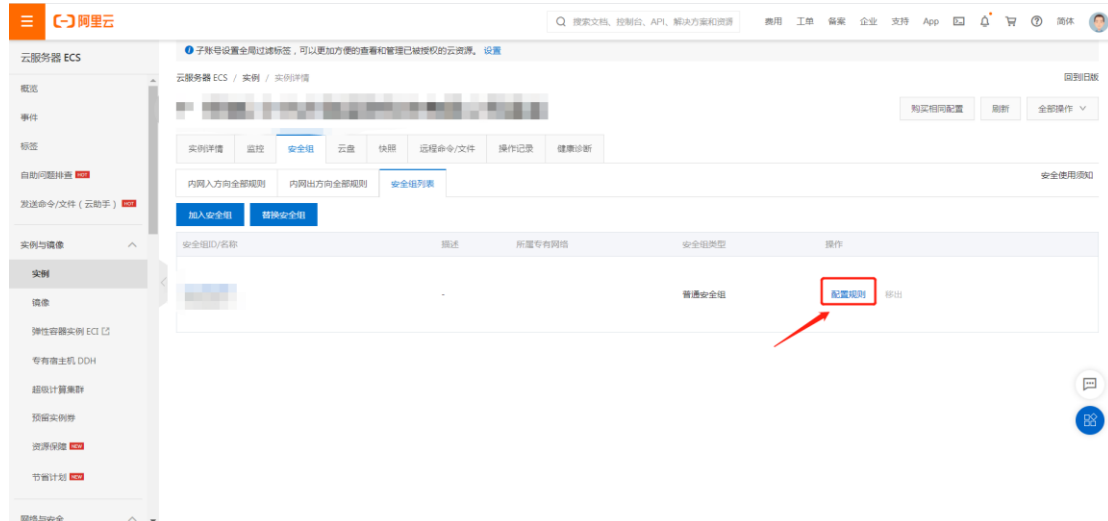 阿里云
搜索文档、控制台、API、解决方案和资源
费用 工单 备案 企业 支持 App 简体
云服务器 ECS
子账号设置全局过滤标签，可以更加方便的查看和管理已被授权的云资源。 设置
云服务器 ECS / 实例 / 实例详情
回到旧版
概览
事件
标签
自助问题排查 HOT
发送命令/文件（云助手） HOT
实例与镜像
实例
镜像
弹性容器实例 ECI
专有宿主机 DDH
超级计算集群
预留实例券
资源保障 NEW
节省计划 NEW
网络与安全
购买相同配置 刷新 全部操作
实例详情 监控 安全组 云盘 快照 远程命令/文件 操作记录 健康诊断
内网入方向全部规则 内网出方向全部规则 安全组列表
安全使用须知
加入安全组 替换安全组
安全组ID/名称 描述 所属专有网络 安全组类型 操作
- 普通安全组 配置规则 移出